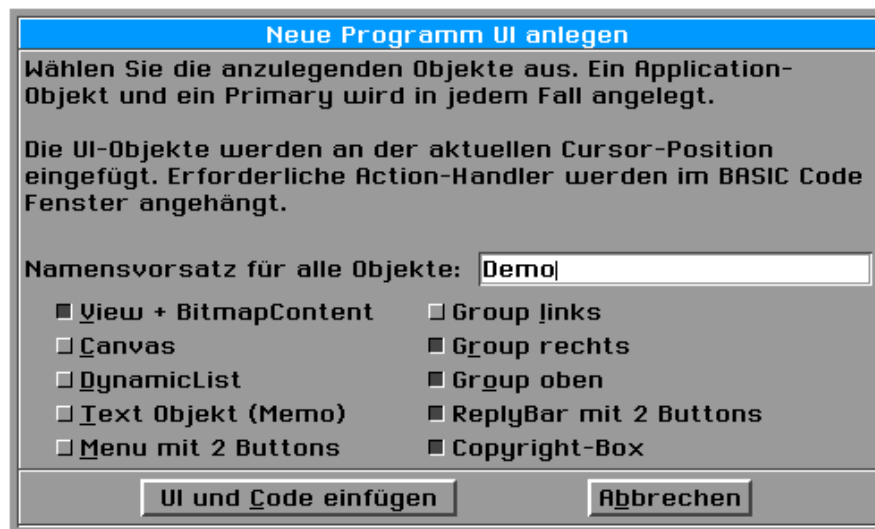 Neue Programm UI anlegen
Wählen Sie die anzulegenden Objekte aus. Ein Application-
Objekt und ein Primary wird in jedem Fall angelegt.
Die UI-Objekte werden an der aktuellen Cursor-Position
eingefügt. Erforderliche Action-Handler werden im BASIC Code
Fenster angehängt.
Namensvorsatz für alle Objekte: Demo
View + BitmapContent
Group links
Canvas
Group rechts
DynamicList
Group oben
Text Objekt (Memo)
ReplyBar mit 2 Buttons
Menu mit 2 Buttons
Copyright-Box
UI und Code einfügen
Abbrechen